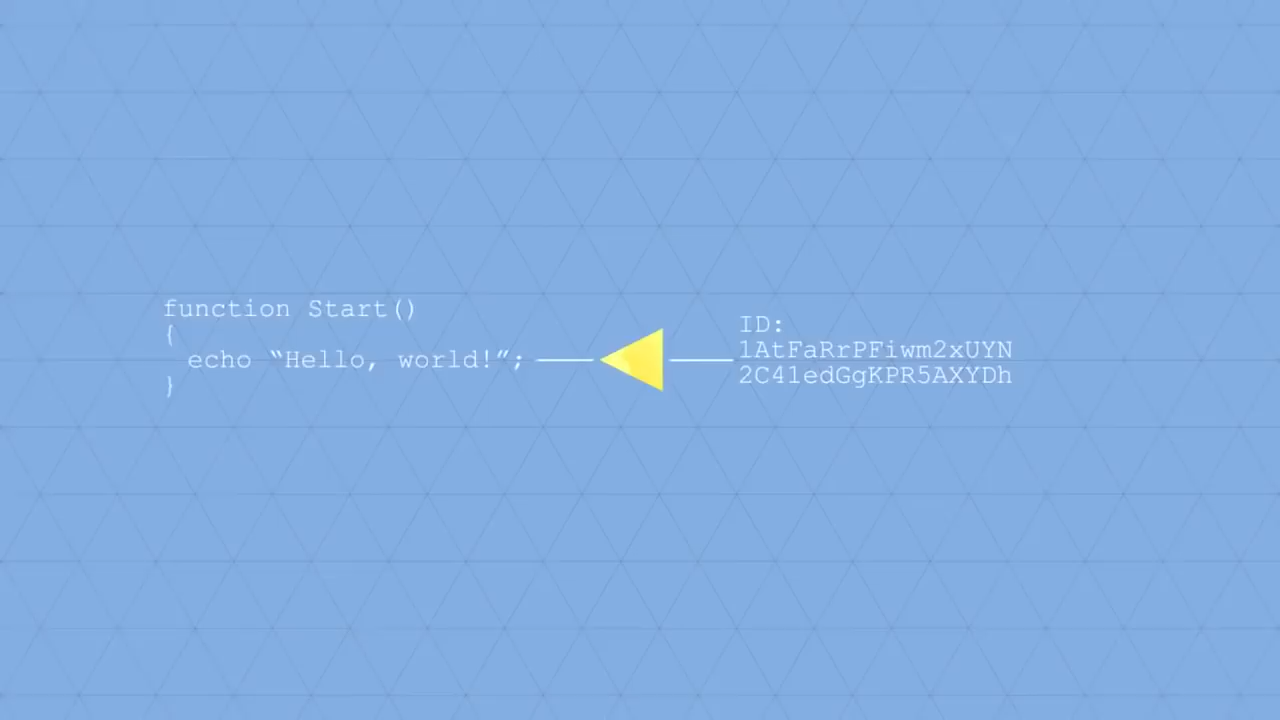 function Start()
{
echo “Hello, world!”;
}
ID:
1AtFaRrPFiwm2xUYN
2C41edGgKPR5AXYDh